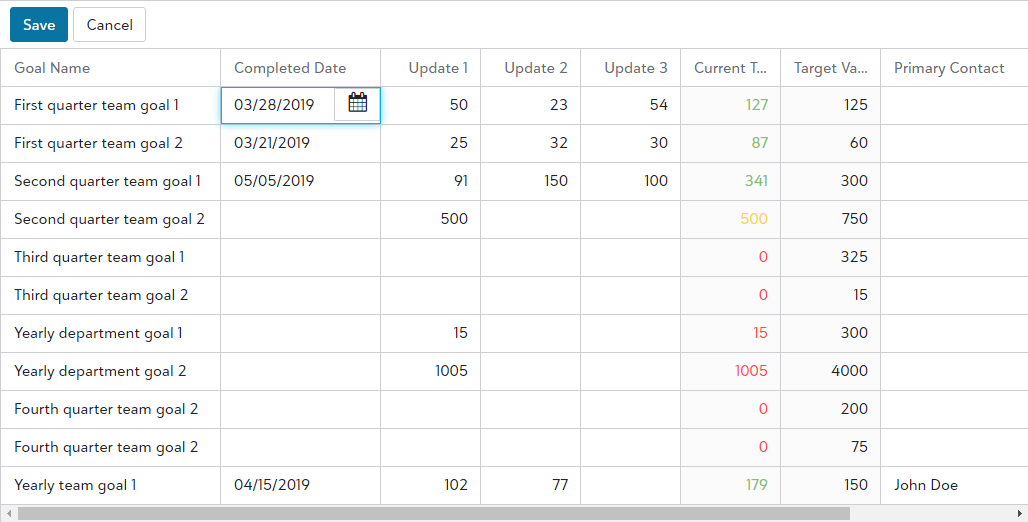 Save Cancel
Goal Name Completed Date Update 1 Update 2 Update 3 Current T... Target Va... Primary Contact
First quarter team goal 1 03/28/2019 50 23 54 127 125
First quarter team goal 2 03/21/2019 25 32 30 87 60
Second quarter team goal 1 05/05/2019 91 150 100 341 300
Second quarter team goal 2 500 500 750
Third quarter team goal 1 0 325
Third quarter team goal 2 0 15
Yearly department goal 1 15 15 300
Yearly department goal 2 1005 1005 4000
Fourth quarter team goal 2 0 200
Fourth quarter team goal 2 0 75
Yearly team goal 1 04/15/2019 102 77 179 150 John Doe